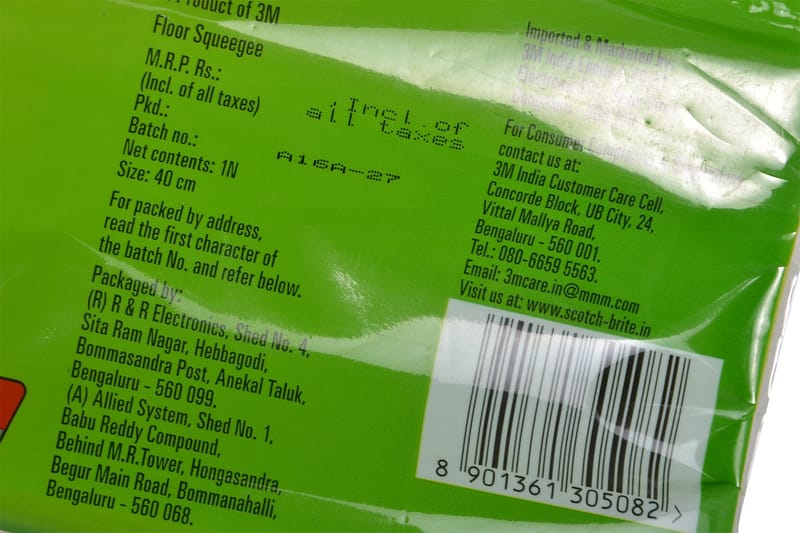 Product of 3M
Floor Squeegee
M.R.P. Rs.:
(Incl. of all taxes)
Pkd.:
Batch no.:
Net contents: 1N
Size: 40 cm
Incl. of
all taxes
A16A-27
For packed by address,
read the first character of
the batch No. and refer below.
Packaged by:
(R) R & R Electronics, Shed No. 4,
Sita Ram Nagar, Hebbagodi,
Bommasandra Post, Anekal Taluk,
Bengaluru - 560 099.
(A) Allied System, Shed No. 1,
Babu Reddy Compound,
Behind M.R.Tower, Hongasandra,
Begur Main Road, Bommanahalli,
Bengaluru - 560 068.
Imported & Marketed by:
3M India
For Consumer
contact us at:
3M India Customer Care Cell,
Concorde Block, UB City, 24,
Vittal Mallya Road,
Bengaluru - 560 001.
Tel.: 080-6659 5563.
Email: 3mcare.in@mmm.com
Visit us at: www.scotch-brite.in
8 901361 305082 >